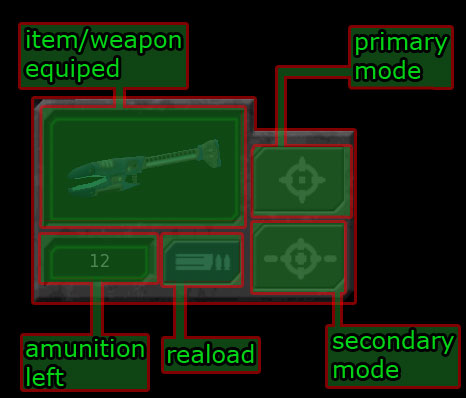 item/weapon
equiped
primary
mode
12
amunition
left
reaload
secondary
mode